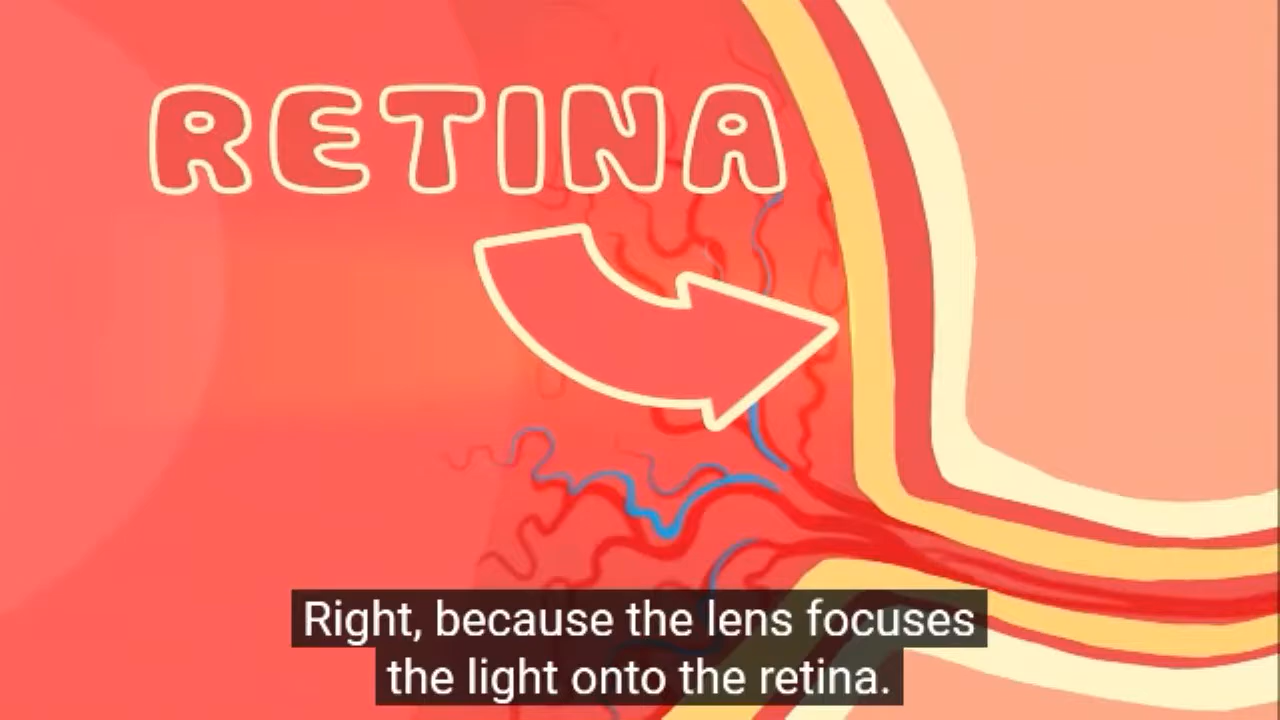 RETINA
Right, because the lens focuses
the light onto the retina.